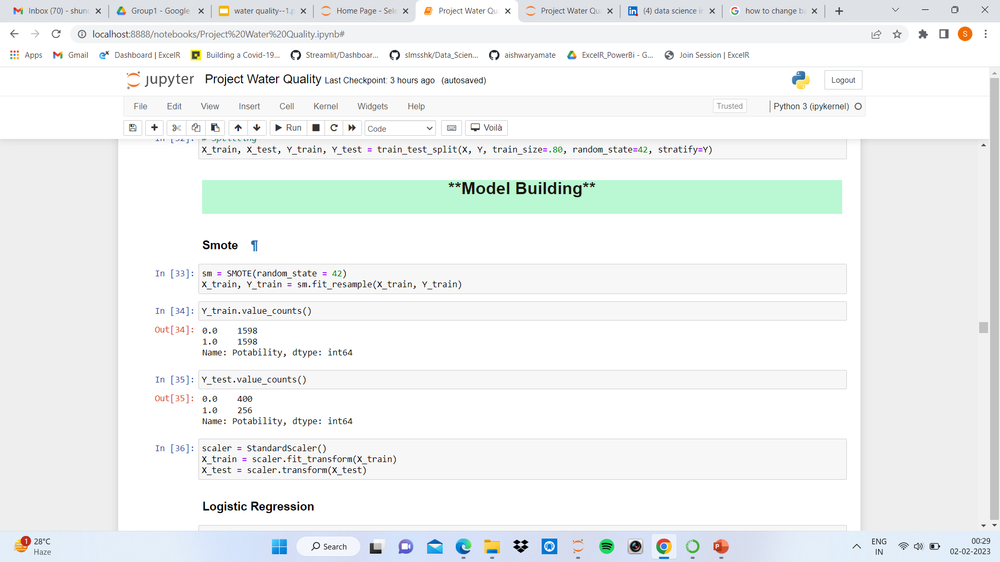 Inbox (70) - shun
Group1 - Google
water quality--1.p
Home Page - Sele
Project Water Qu
Project Water Qu
(4) data science in
how to change ba
localhost:8888/notebooks/Project%20Water%20Quality.ipynb#
S
Apps
Gmail
Dashboard | ExcelR
Building a Covid-19...
Streamlit/Dashboar...
slmsshk/Data_Scien...
aishwaryamate
ExcelR_PowerBi - G...
Join Session | ExcelR
jupyter Project Water Quality Last Checkpoint: 3 hours ago (autosaved)
Logout
File Edit View Insert Cell Kernel Widgets Help
Trusted
Python 3 (ipykernel)
Run
Code
Voilà
In [32]: # Splitting
X_train, X_test, Y_train, Y_test = train_test_split(X, Y, train_size=.80, random_state=42, stratify=Y)
**Model Building**
Smote ¶
In [33]: sm = SMOTE(random_state = 42)
X_train, Y_train = sm.fit_resample(X_train, Y_train)
In [34]: Y_train.value_counts()
Out[34]: 0.0 1598
1.0 1598
Name: Potability, dtype: int64
In [35]: Y_test.value_counts()
Out[35]: 0.0 400
1.0 256
Name: Potability, dtype: int64
In [36]: scaler = StandardScaler()
X_train = scaler.fit_transform(X_train)
X_test = scaler.transform(X_test)
Logistic Regression
1
28°C
Haze
Search
P
ENG
IN
00:29
02-02-2023